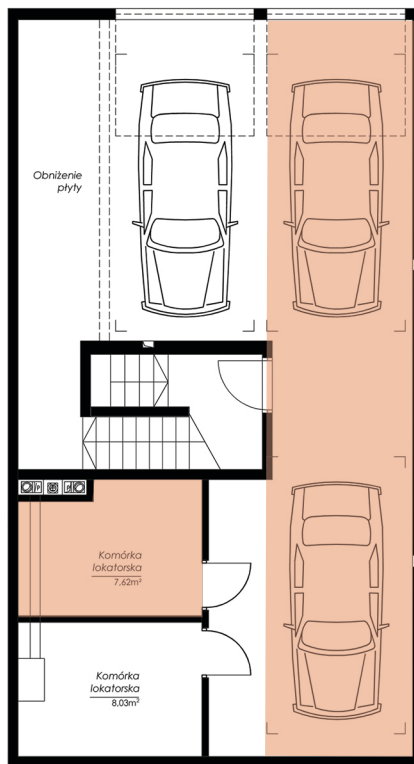 Obniżenie
płyty
Komórka
lokatorska
7,62m²
Komórka
lokatorska
8,03m²